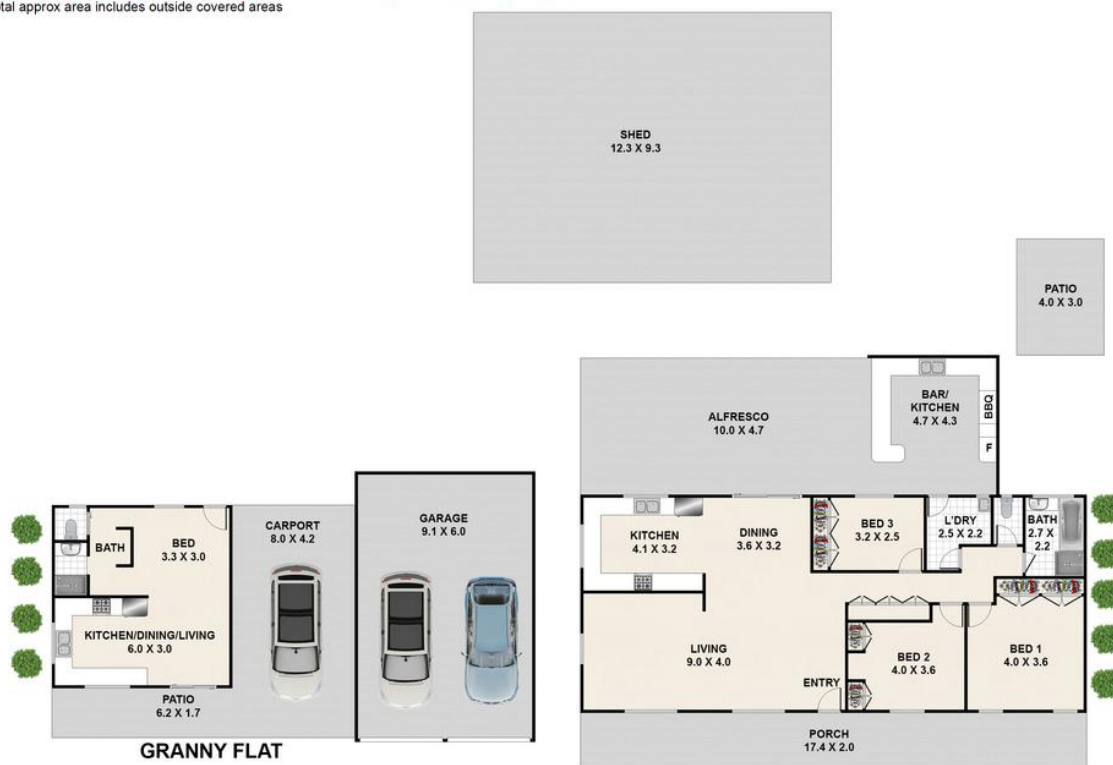 tal approx area includes outside covered areas
SHED
12.3 X 9.3
PATIO
4.0 X 3.0
BAR/
KITCHEN
4.7 X 4.3
BBQ
F
ALFRESCO
10.0 X 4.7
GARAGE
9.1 X 6.0
CARPORT
8.0 X 4.2
BED
3.3 X 3.0
BATH
KITCHEN/DINING/LIVING
6.0 X 3.0
PATIO
6.2 X 1.7
GRANNY FLAT
KITCHEN
4.1 X 3.2
DINING
3.6 X 3.2
BED 3
3.2 X 2.5
L'DRY
2.5 X 2.2
BATH
2.7 X
2.2
LIVING
9.0 X 4.0
ENTRY
BED 2
4.0 X 3.6
BED 1
4.0 X 3.6
PORCH
17.4 X 2.0